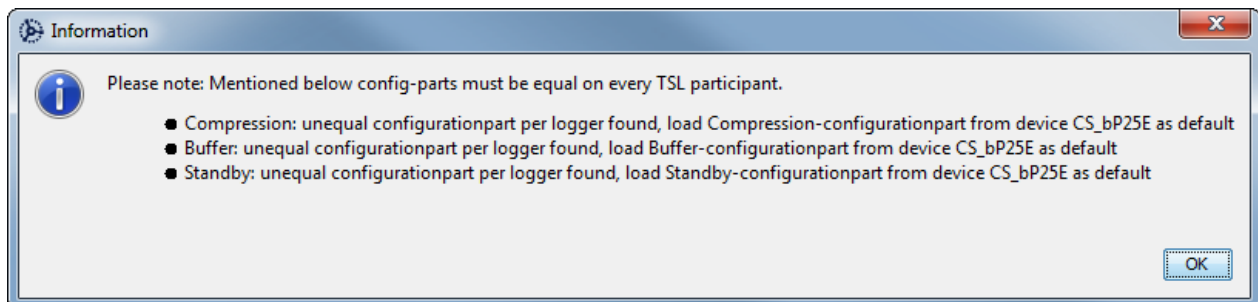 Information
Please note: Mentioned below config-parts must be equal on every TSL participant.
● Compression: unequal configurationpart per logger found, load Compression-configurationpart from device CS_bP25E as default
● Buffer: unequal configurationpart per logger found, load Buffer-configurationpart from device CS_bP25E as default
● Standby: unequal configurationpart per logger found, load Standby-configurationpart from device CS_bP25E as default
OK